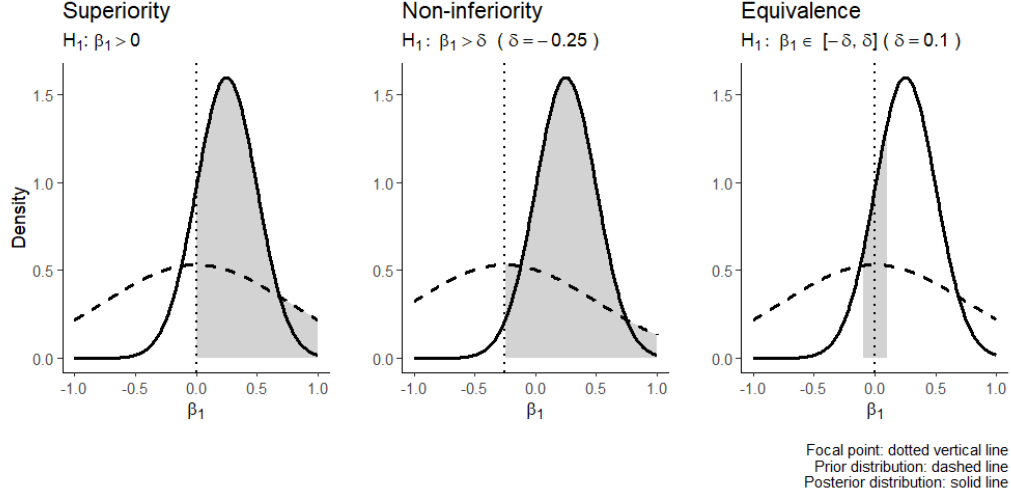 Superiority
H₁: β₁ > 0
Non-inferiority
H₁: β₁ > δ ( δ = − 0.25 )
Equivalence
H₁: β₁ ∈ [− δ, δ] ( δ = 0.1 )
Density
1.5
1.0
0.5
0.0
-1.0 -0.5 0.0 0.5 1.0
β₁
1.5
1.0
0.5
0.0
-1.0 -0.5 0.0 0.5 1.0
β₁
1.5
1.0
0.5
0.0
-1.0 -0.5 0.0 0.5 1.0
β₁
Focal point: dotted vertical line
Prior distribution: dashed line
Posterior distribution: solid line